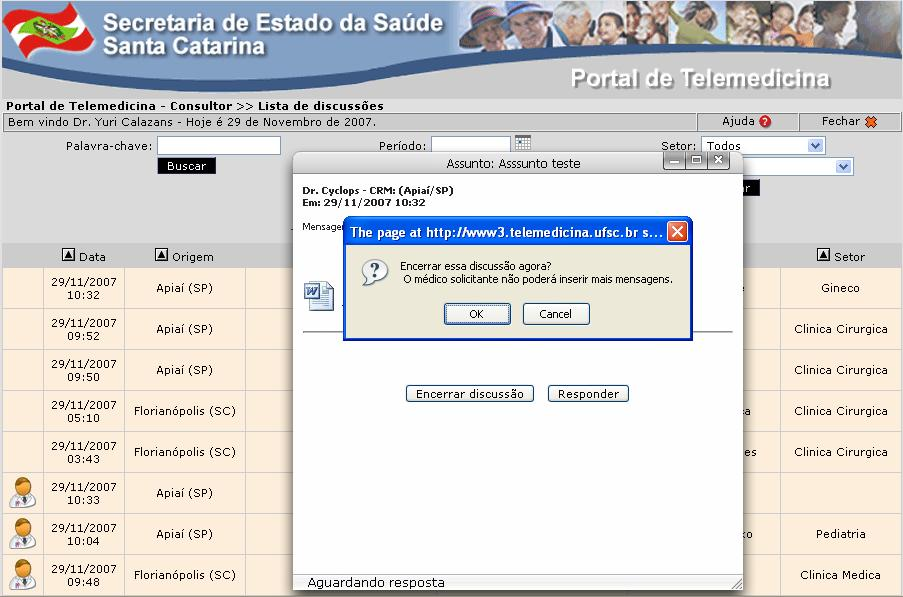 Secretaria de Estado da Saúde
Santa Catarina
Portal de Telemedicina
Portal de Telemedicina - Consultor >> Lista de discussões
Bem vindo Dr. Yuri Calazans - Hoje é 29 de Novembro de 2007.
Ajuda ?
Fechar
Palavra-chave:
Período:
Setor: Todos
Buscar
Assunto: Asssunto teste
Dr. Cyclops - CRM: (Apiaí/SP)
Em: 29/11/2007 10:32
The page at http://www3.telemedicina.ufsc.br s...
Encerrar essa discussão agora?
O médico solicitante não poderá inserir mais mensagens.
OK
Cancel
Encerrar discussão
Responder
Aguardando resposta
Data Origem Setor
29/11/2007
10:32
Apiaí (SP)
Gineco
29/11/2007
09:52
Apiaí (SP)
Clinica Cirurgica
29/11/2007
09:50
Apiaí (SP)
Clinica Cirurgica
29/11/2007
05:10
Florianópolis (SC)
Clinica Cirurgica
29/11/2007
03:43
Florianópolis (SC)
Clinica Cirurgica
29/11/2007
10:33
Apiaí (SP)
29/11/2007
10:04
Apiaí (SP)
Pediatria
29/11/2007
09:48
Florianópolis (SC)
Clinica Medica